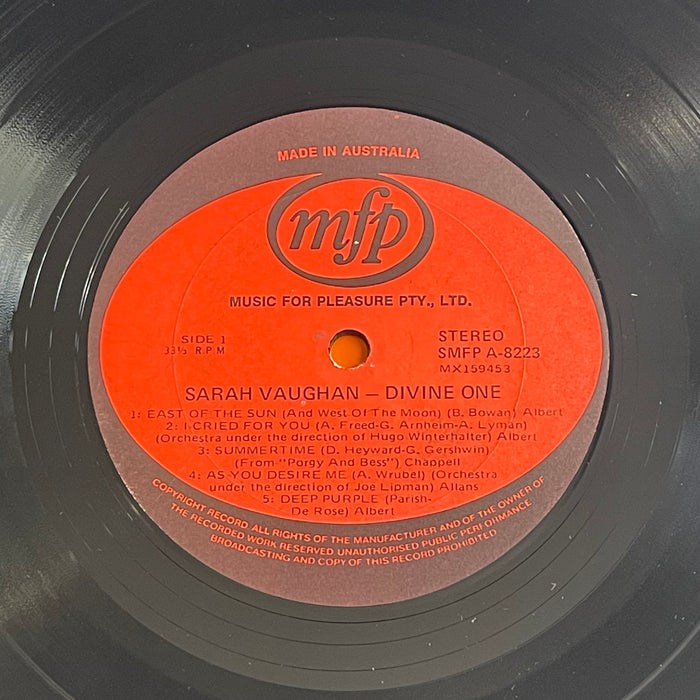 MADE IN AUSTRALIA
mfp
MUSIC FOR PLEASURE PTY., LTD.
SIDE 1
33⅓ R.P.M
STEREO
SMFP A-8223
MX159453
SARAH VAUGHAN — DIVINE ONE
1: EAST OF THE SUN (And West Of The Moon) (B. Bowan) Albert
2: I CRIED FOR YOU (A. Freed-G. Arnheim-A. Lyman)
(Orchestra under the direction of Hugo Winterhalter) Albert
3: SUMMERTIME (D. Heyward-G. Gershwin)
(From "Porgy And Bess") Chappell
4: AS YOU DESIRE ME (A. Wrubel) (Orchestra
under the direction of Joe Lipman) Allans
5: DEEP PURPLE (Parish-
De Rose) Albert
COPYRIGHT RECORD ALL RIGHTS OF THE MANUFACTURER AND OF THE OWNER OF
THE RECORDED WORK RESERVED UNAUTHORISED PUBLIC PERFORMANCE
BROADCASTING AND COPY OF THIS RECORD PROHIBITED